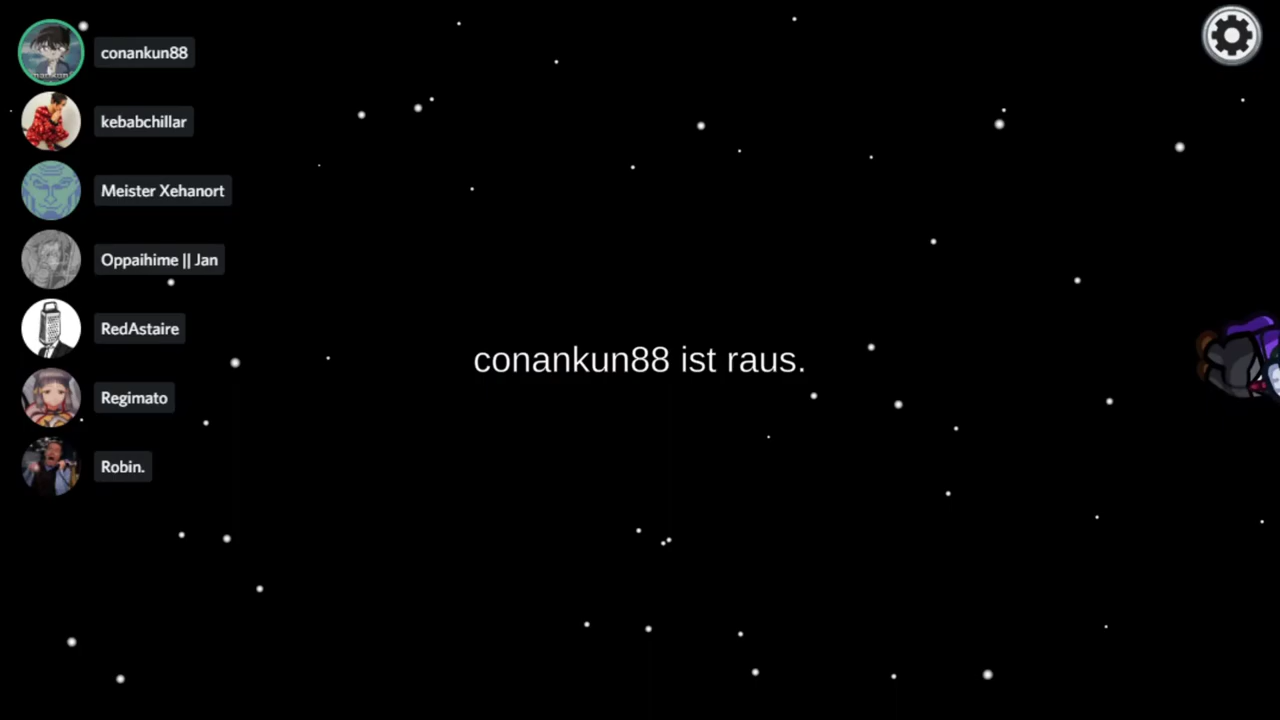 conankun88
kebabchillar
Meister Xehanort
Oppaihime || Jan
RedAstaire
Regimato
Robin.
conankun88 ist raus.